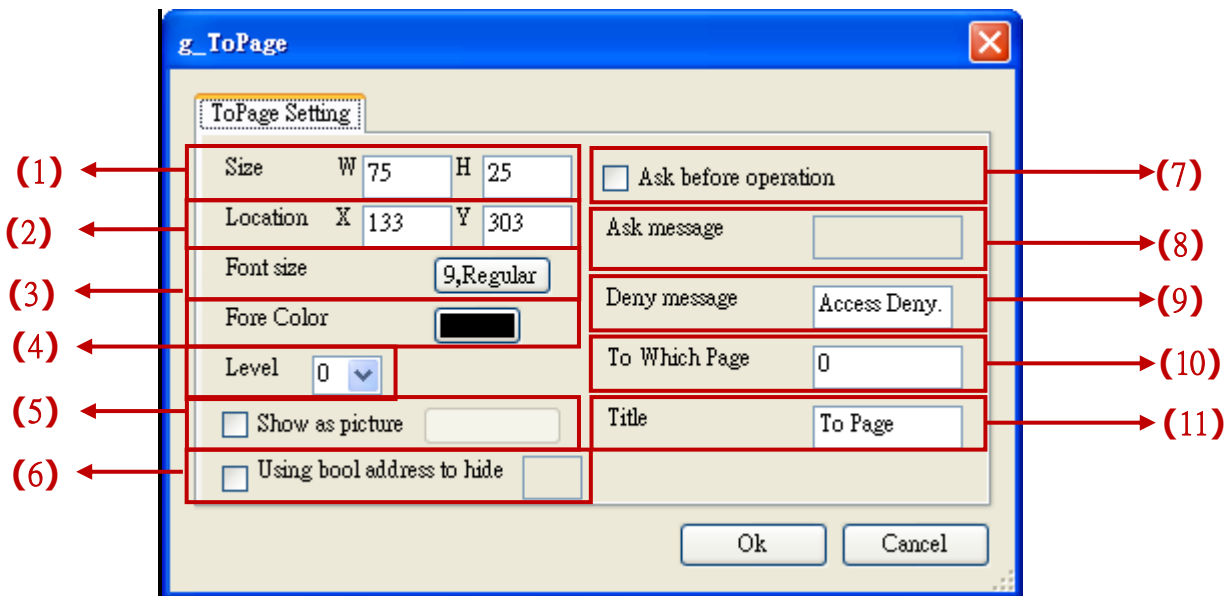 g_ToPage
ToPage Setting
(1) Size W 75 H 25
(2) Location X 133 Y 303
(3) Font size 9,Regular
Fore Color
(4) Level 0
(5) Show as picture
(6) Using bool address to hide
Ask before operation (7)
Ask message (8)
Deny message Access Deny. (9)
To Which Page 0 (10)
Title To Page (11)
Ok Cancel